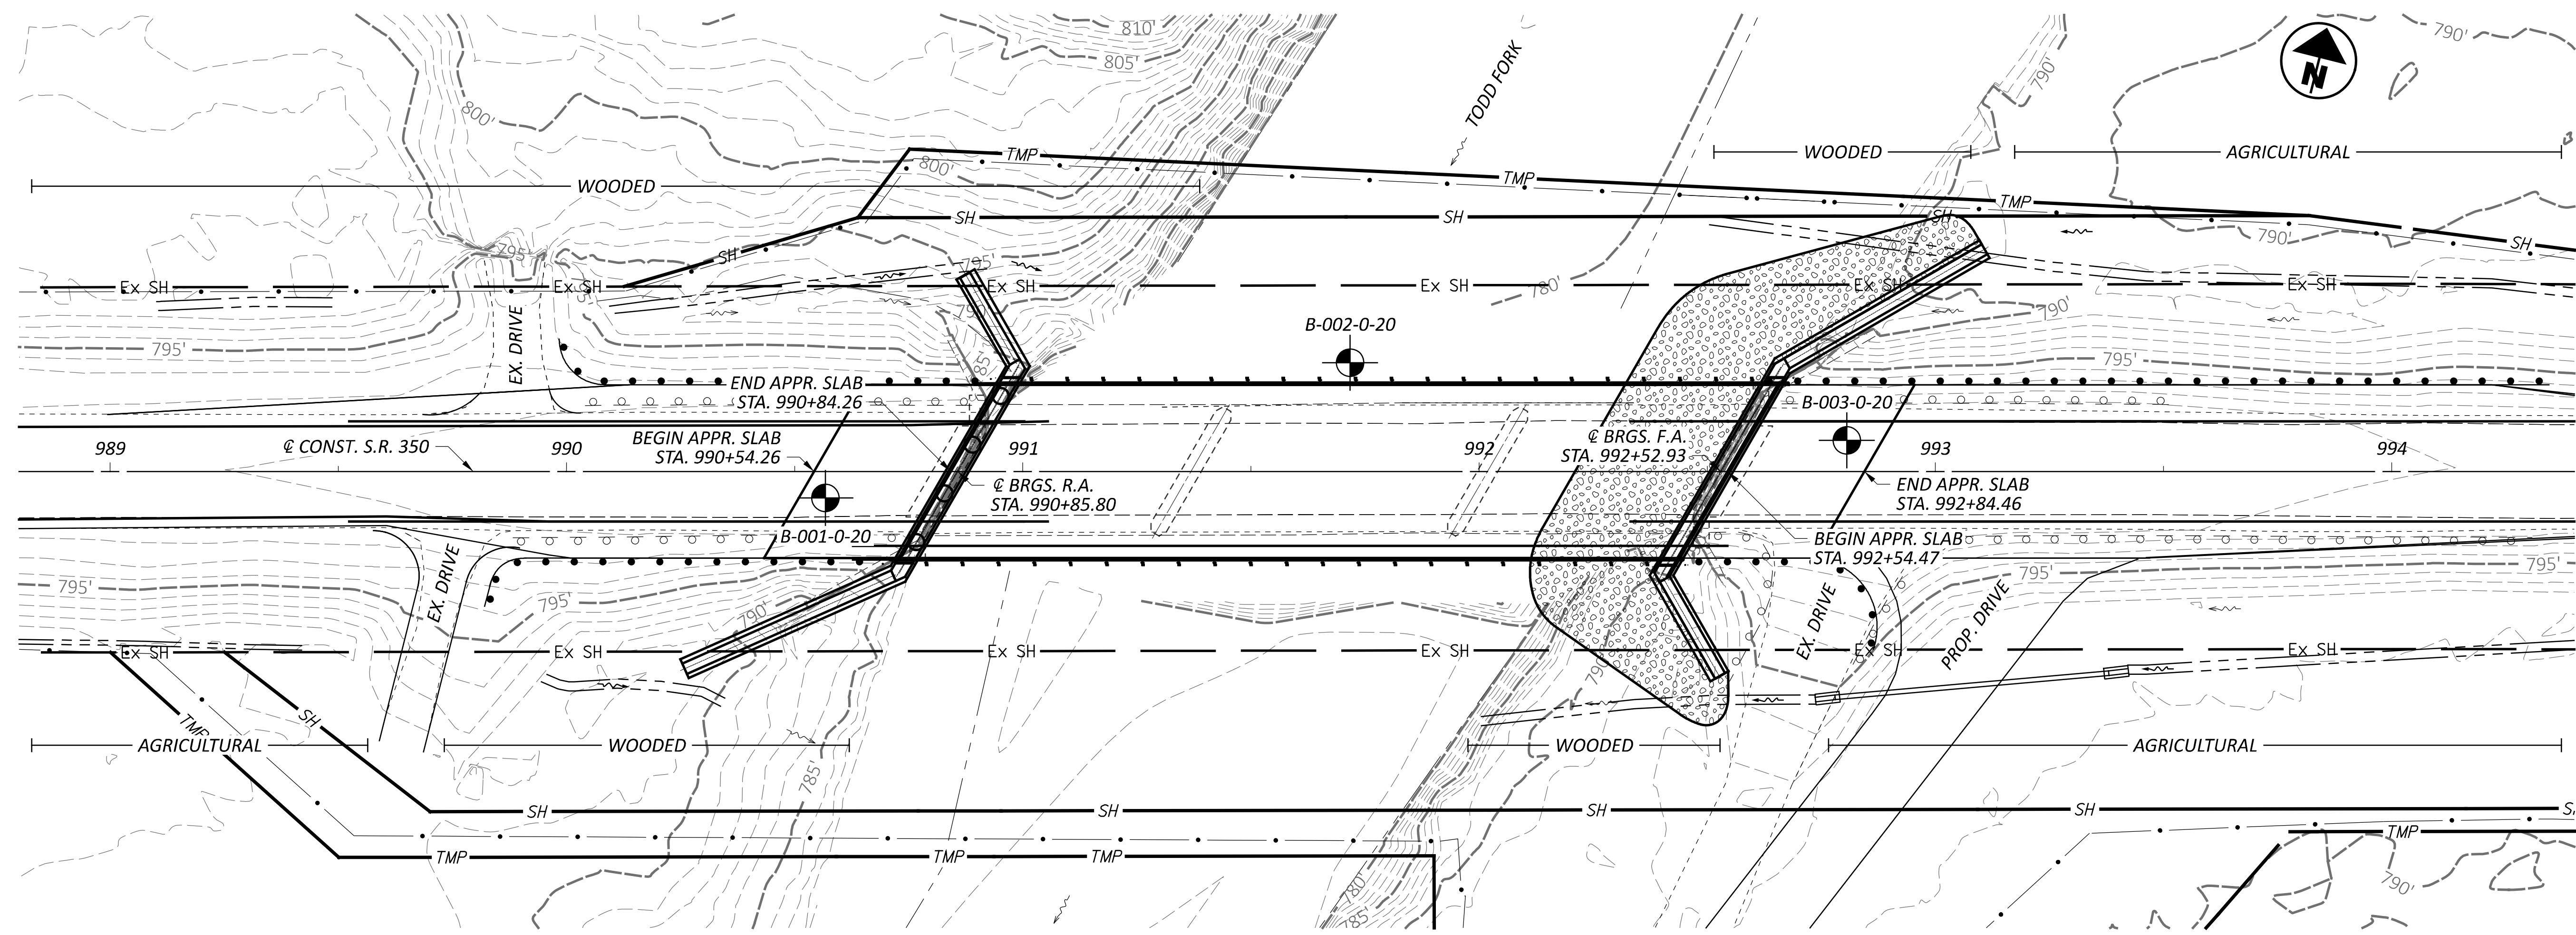 810'
790'
805'
TODD FORK
790'
N
800'
TMP
WOODED
AGRICULTURAL
800'
WOODED
TMP
TMP
SH
SH
SH
790'
SH
795'
SH
795'
Ex SH
Ex SH
Ex SH
Ex SH
780'
Ex SH
Ex SH
790'
B-002-0-20
EX. DRIVE
795'
785'
795'
END APPR. SLAB
STA. 990+84.26
B-003-0-20
BEGIN APPR. SLAB
STA. 990+54.26
℄ BRGS. F.A.
STA. 992+52.93
989
℄ CONST. S.R. 350
990
991
992
993
994
℄ BRGS. R.A.
STA. 990+85.80
END APPR. SLAB
STA. 992+84.46
B-001-0-20
BEGIN APPR. SLAB
STA. 992+54.47
EX. DRIVE
795'
795'
790'
EX. DRIVE
PROP. DRIVE
795'
795'
Ex SH
Ex SH
Ex SH
Ex SH
Ex SH
Ex SH
TMP
SH
AGRICULTURAL
WOODED
WOODED
AGRICULTURAL
785'
SH
SH
SH
SH
TMP
TMP
TMP
TMP
780'
785'
790'